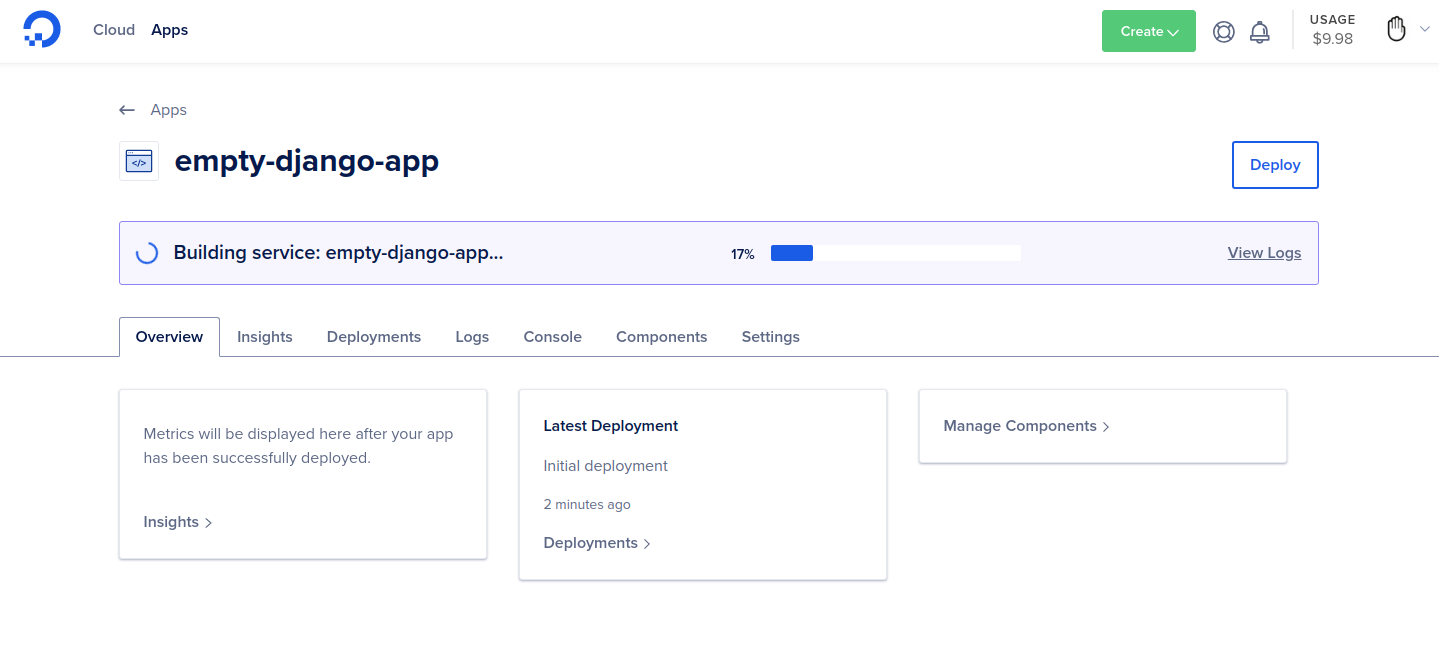 Cloud Apps Create USAGE
$9.98
Apps
</>
empty-django-app Deploy
Building service: empty-django-app... 17% View Logs
Overview Insights Deployments Logs Console Components Settings
Metrics will be displayed here after your app
has been successfully deployed.
Insights
Latest Deployment
Initial deployment
2 minutes ago
Deployments
Manage Components